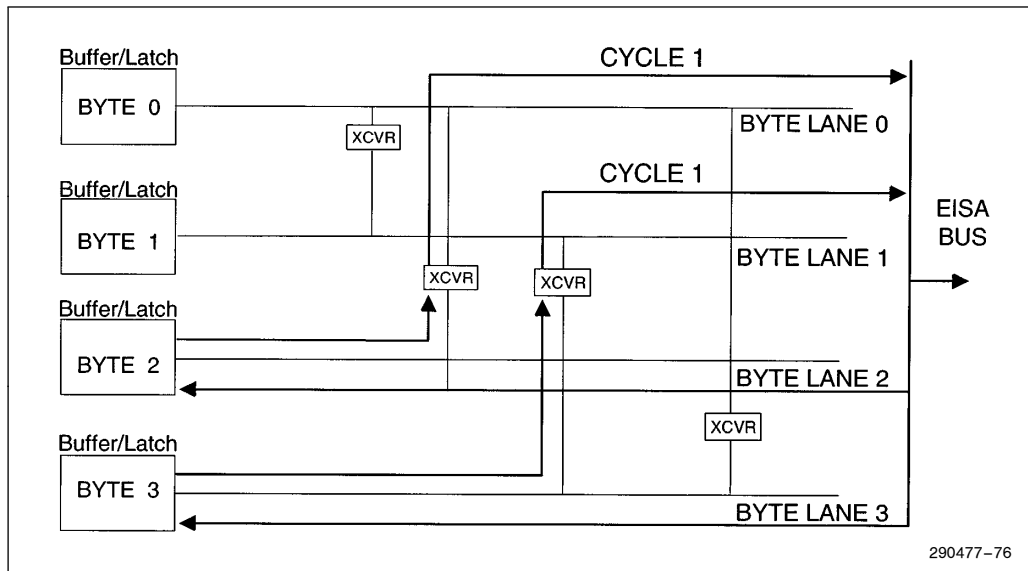 Buffer/Latch
BYTE 0
CYCLE 1
XCVR
BYTE LANE 0
Buffer/Latch
BYTE 1
CYCLE 1
EISA
BUS
BYTE LANE 1
XCVR
XCVR
Buffer/Latch
BYTE 2
BYTE LANE 2
XCVR
Buffer/Latch
BYTE 3
BYTE LANE 3
290477–76